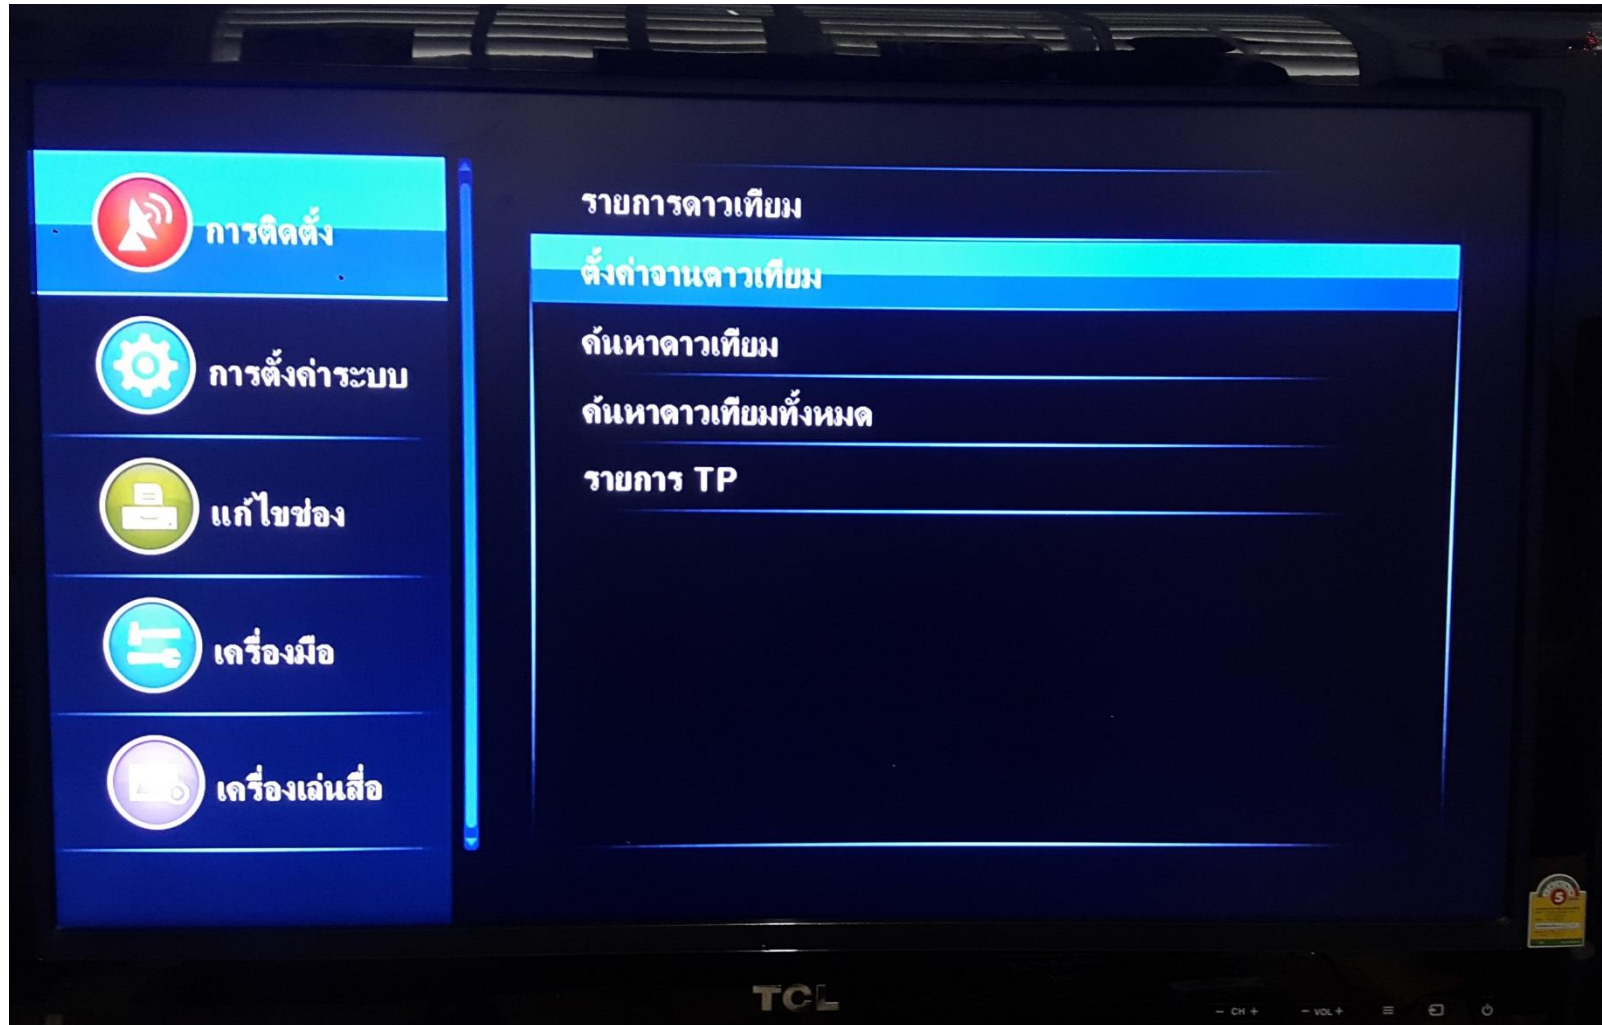 การติดตั้ง
การตั้งค่าระบบ
แก้ไขช่อง
เครื่องมือ
เครื่องเล่นสื่อ
รายการดาวเทียม
ตั้งค่าจานดาวเทียม
ค้นหาดาวเทียม
ค้นหาดาวเทียมทั้งหมด
รายการ TP
5
TCL
- CH + - VOL +